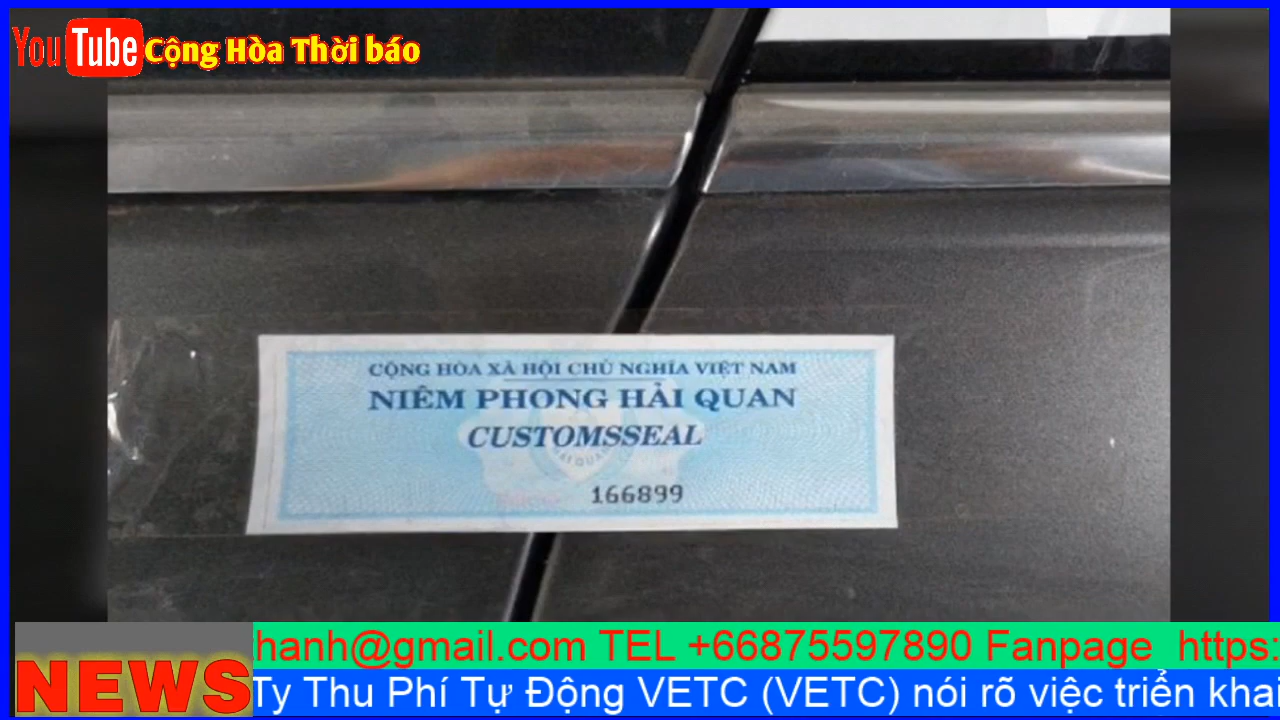 YouTube Cộng Hòa Thời báo
CỘNG HÒA XÃ HỘI CHỦ NGHĨA VIỆT NAM
NIÊM PHONG HẢI QUAN
CUSTOMSSEAL
HẢI QUAN
166899
hanh@gmail.com TEL +66875597890 Fanpage https:
NEWS
Ty Thu Phí Tự Động VETC (VETC) nói rõ việc triển khai